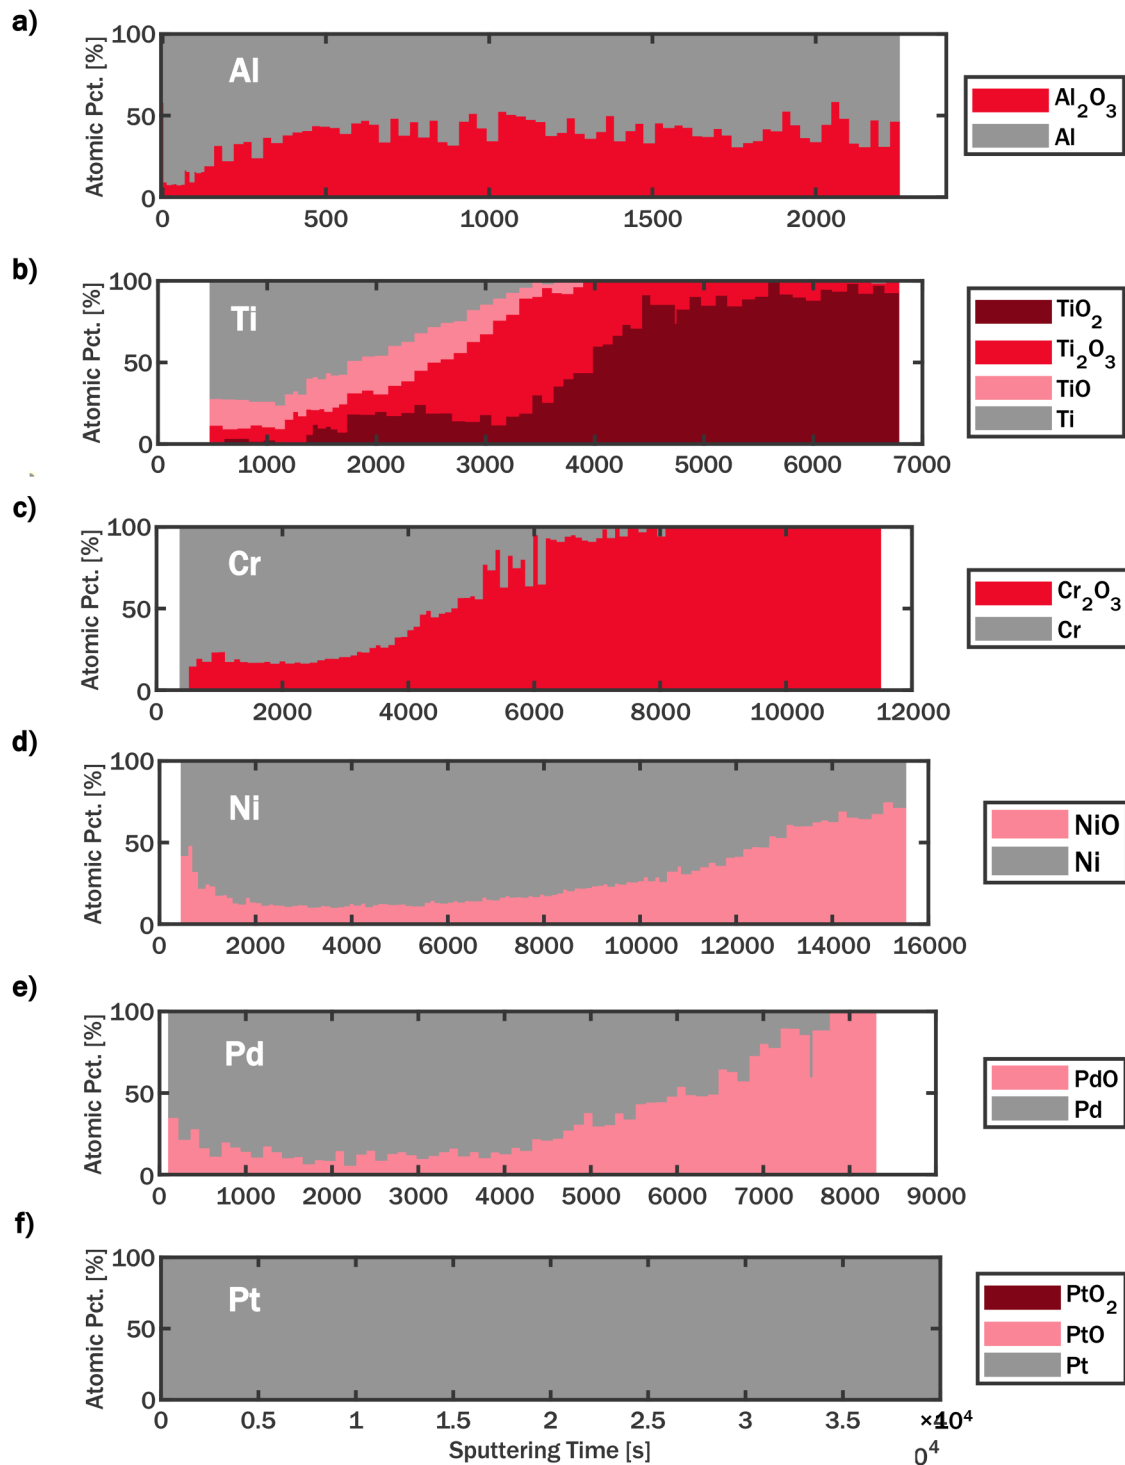 a)
Atomic Pct. [%]
100
50
0
Al
0 500 1000 1500 2000
Al2O3
Al
b)
Atomic Pct. [%]
100
50
0
Ti
0 1000 2000 3000 4000 5000 6000 7000
TiO2
Ti2O3
TiO
Ti
c)
Atomic Pct. [%]
100
50
0
Cr
0 2000 4000 6000 8000 10000 12000
Cr2O3
Cr
d)
Atomic Pct. [%]
100
50
0
Ni
0 2000 4000 6000 8000 10000 12000 14000 16000
NiO
Ni
e)
Atomic Pct. [%]
100
50
0
Pd
0 1000 2000 3000 4000 5000 6000 7000 8000 9000
PdO
Pd
f)
Atomic Pct. [%]
100
50
0
Pt
0 0.5 1 1.5 2 2.5 3 3.5
Sputtering Time [s]
0⁴
PtO2
PtO
Pt